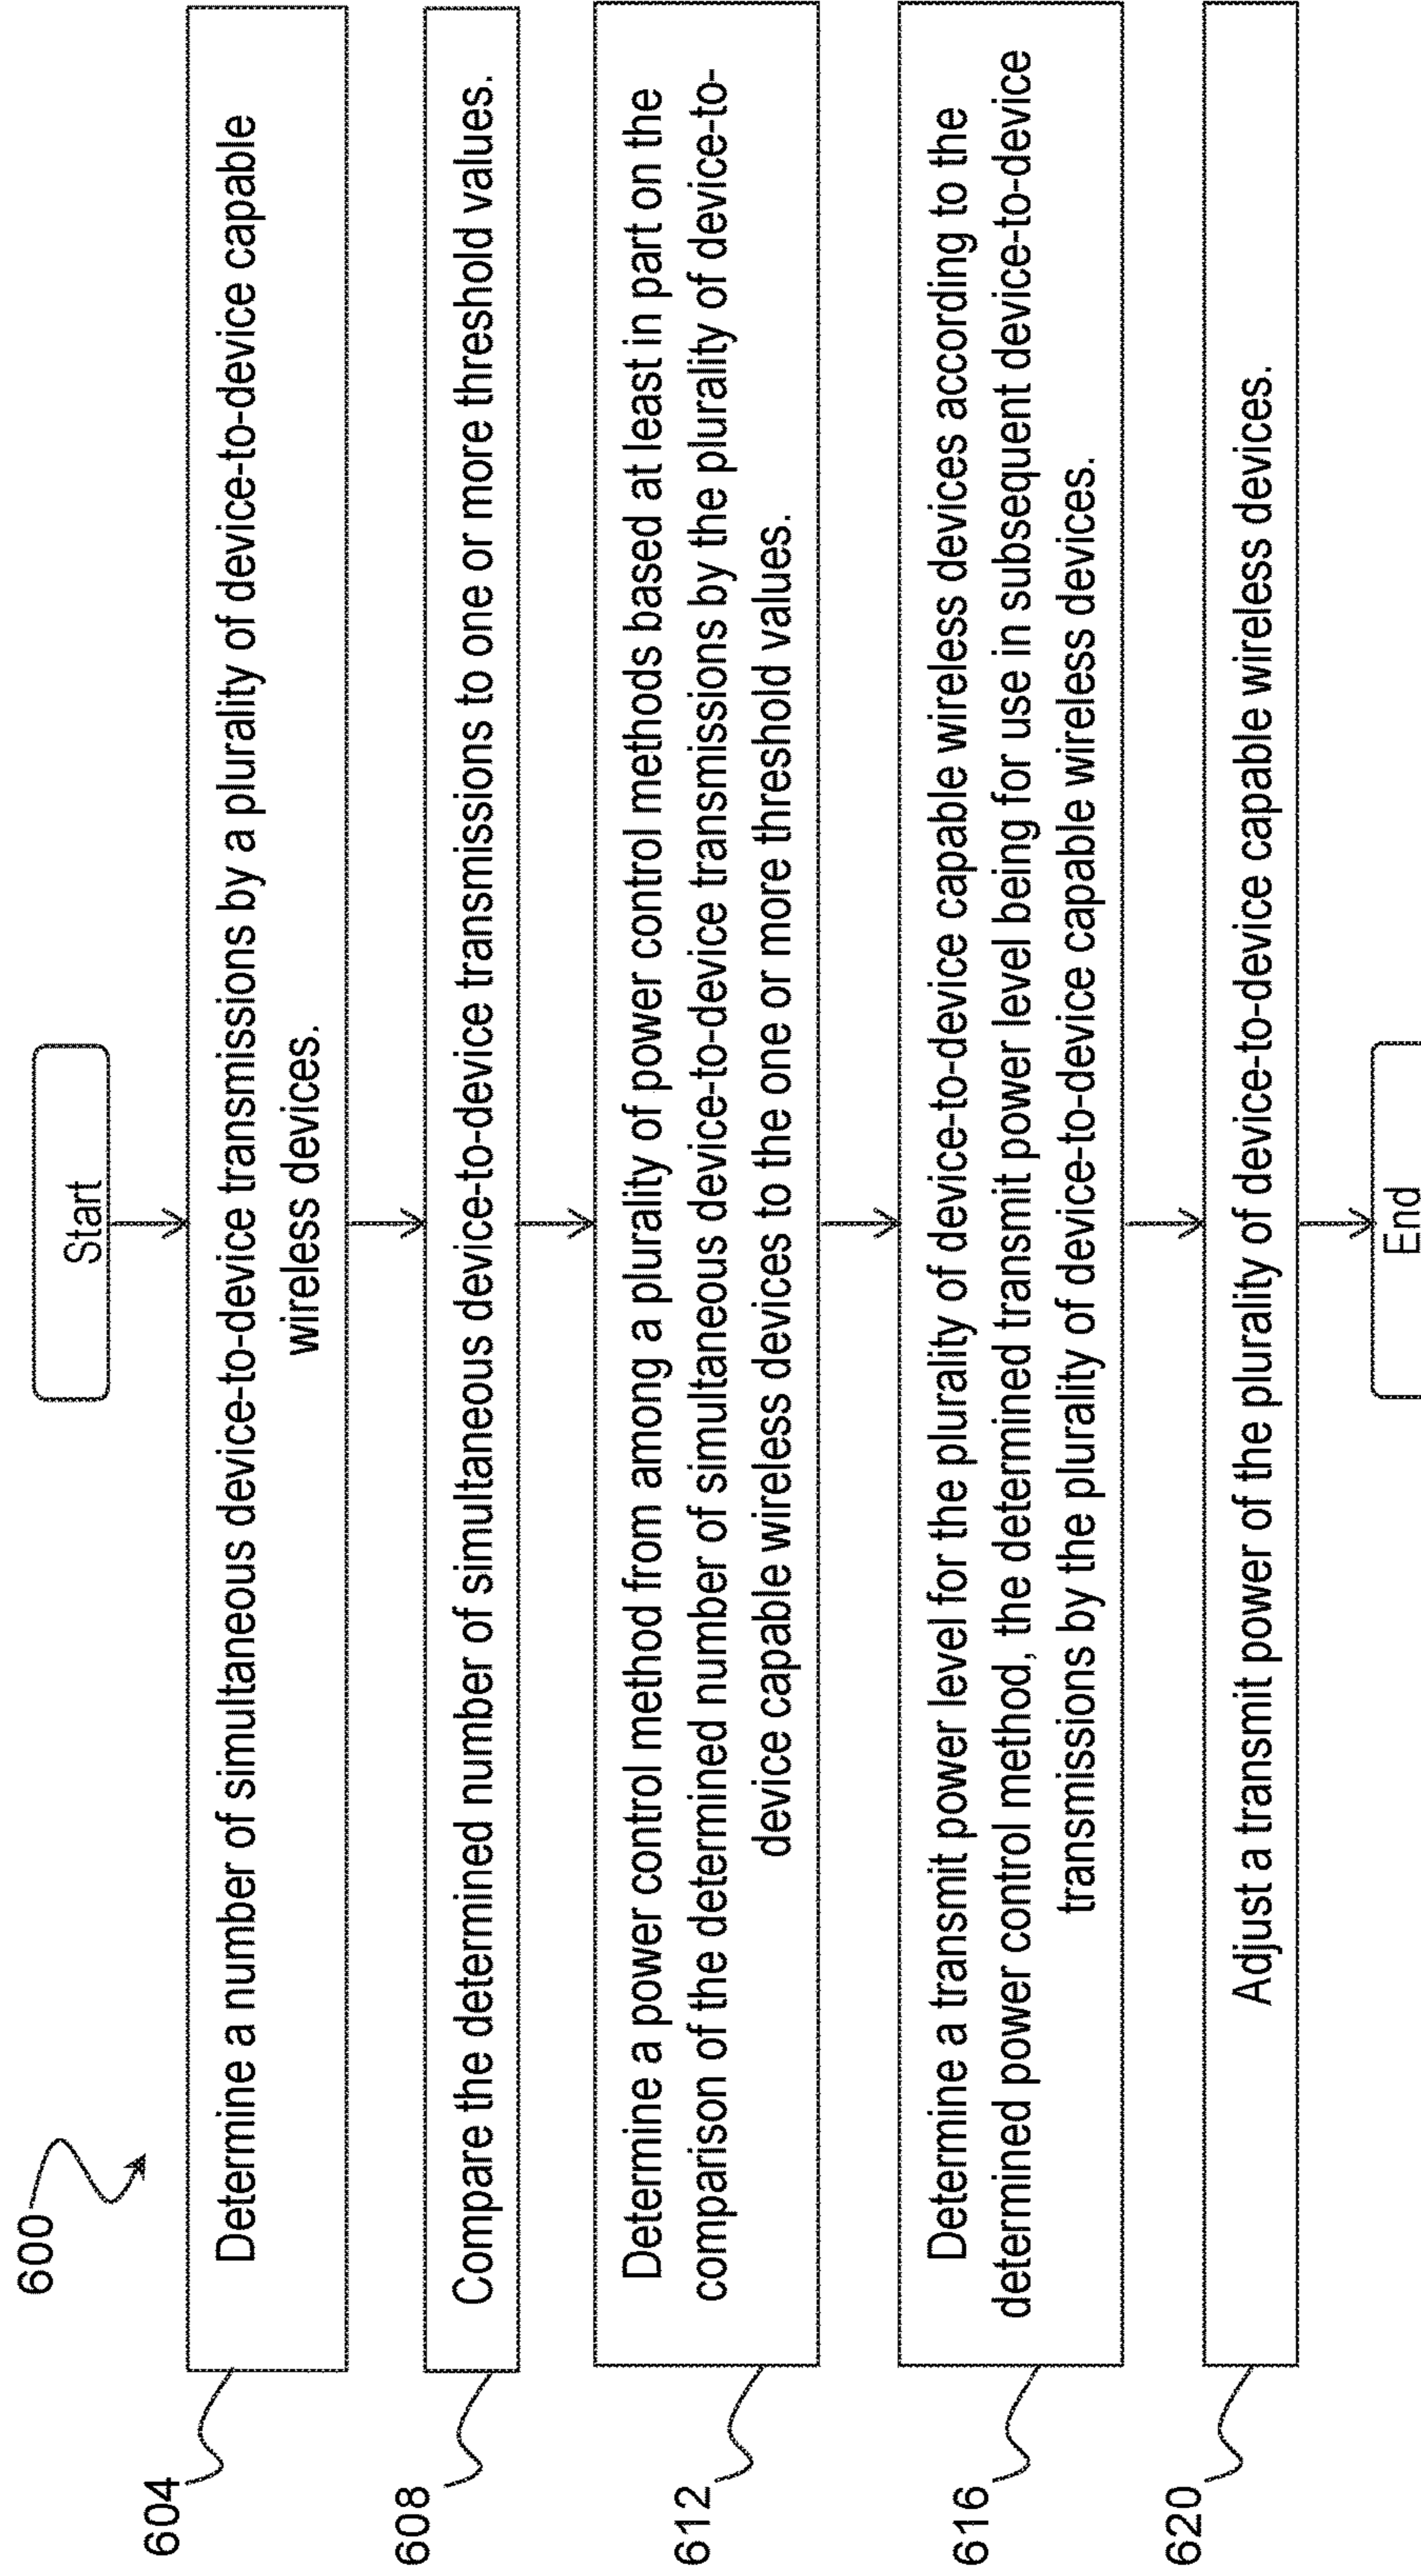 600
Start
604
Determine a number of simultaneous device-to-device transmissions by a plurality of device-to-device capable
wireless devices.
608
Compare the determined number of simultaneous device-to-device transmissions to one or more threshold values.
612
Determine a power control method from among a plurality of power control methods based at least in part on the
comparison of the determined number of simultaneous device-to-device transmissions by the plurality of device-to-
device capable wireless devices to the one or more threshold values.
616
Determine a transmit power level for the plurality of device-to-device capable wireless devices according to the
determined power control method, the determined transmit power level being for use in subsequent device-to-device
transmissions by the plurality of device-to-device capable wireless devices.
620
Adjust a transmit power of the plurality of device-to-device capable wireless devices.
End